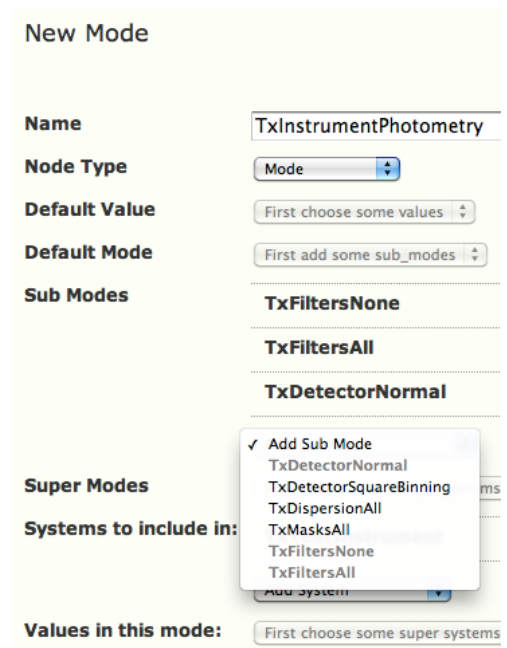 New Mode
Name
TxInstrumentPhotometry
Node Type
Mode
Default Value
First choose some values
Default Mode
First add some sub_modes
Sub Modes
TxFiltersNone
TxFiltersAll
TxDetectorNormal
✓ Add Sub Mode
TxDetectorNormal
TxDetectorSquareBinning
TxDispersionAll
TxMasksAll
TxFiltersNone
TxFiltersAll
Super Modes
Systems to include in:
Add System
Values in this mode:
First choose some super systems